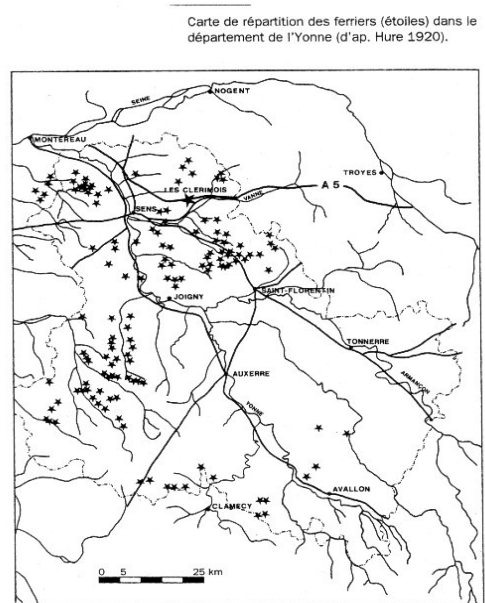 Carte de répartition des ferriers (étoiles) dans le
département de l'Yonne (d'ap. Hure 1920).
NOGENT
SEINE
MONTEREAU
TROYES
LES CLERIMOIS
VANNE
A 5
SENS
SAINT-FLORENTIN
JOIGNY
TONNERRE
AUXERRE
ARMANÇON
YONNE
AVALLON
CLAMECY
0 5 25 km